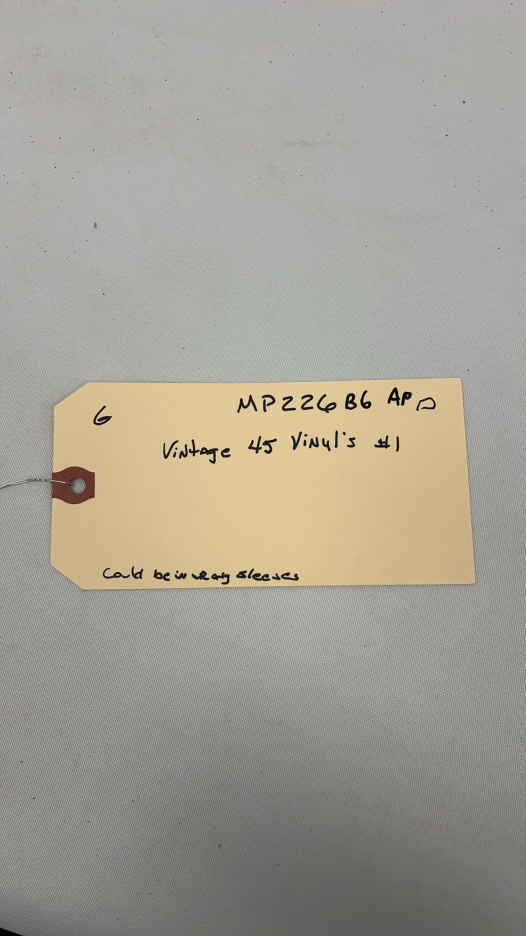 6 MP226B6 AP
Vintage 45 Vinyl's #1
Could be in wrong sleeves